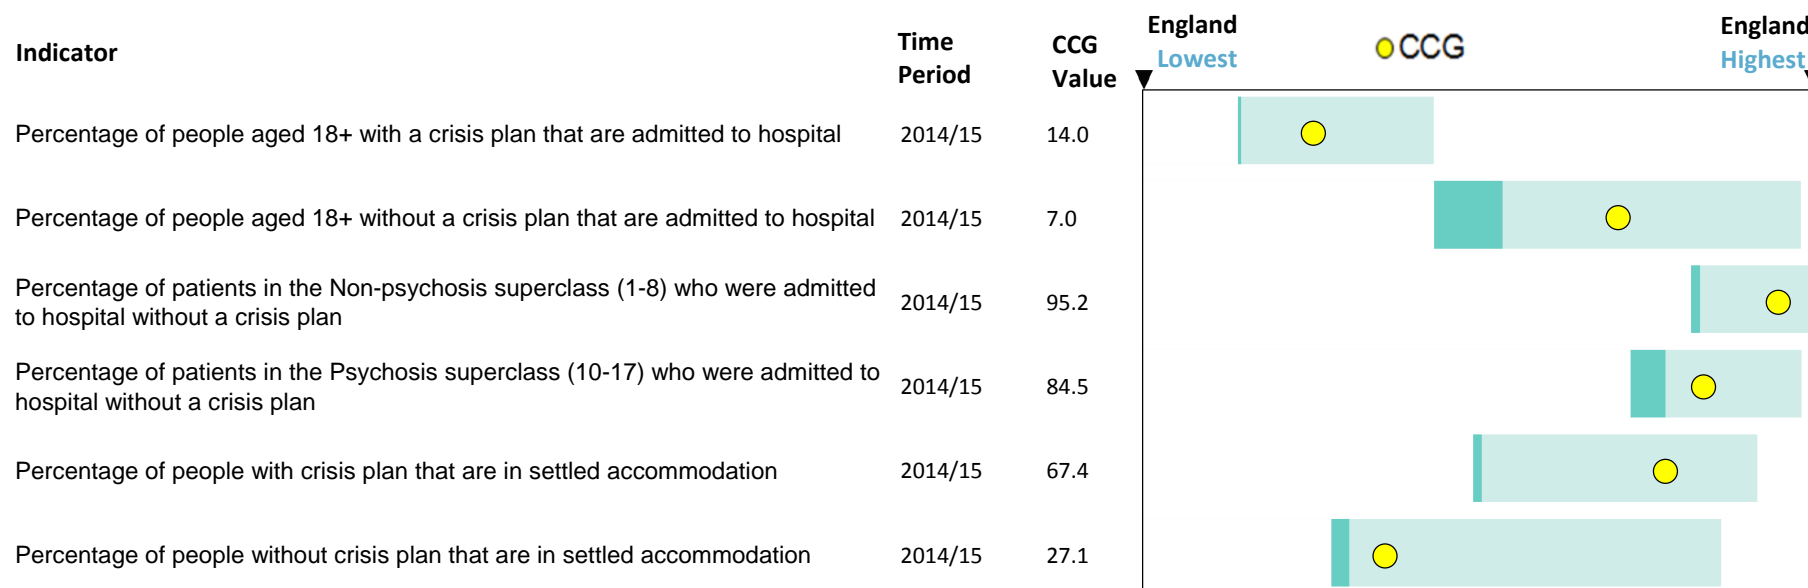 Indicator
Time Period
CCG Value
England Lowest
CCG
England Highest
Percentage of people aged 18+ with a crisis plan that are admitted to hospital 2014/15 14.0
Percentage of people aged 18+ without a crisis plan that are admitted to hospital 2014/15 7.0
Percentage of patients in the Non-psychosis superclass (1-8) who were admitted
to hospital without a crisis plan
2014/15 95.2
Percentage of patients in the Psychosis superclass (10-17) who were admitted to
hospital without a crisis plan
2014/15 84.5
Percentage of people with crisis plan that are in settled accommodation 2014/15 67.4
Percentage of people without crisis plan that are in settled accommodation 2014/15 27.1